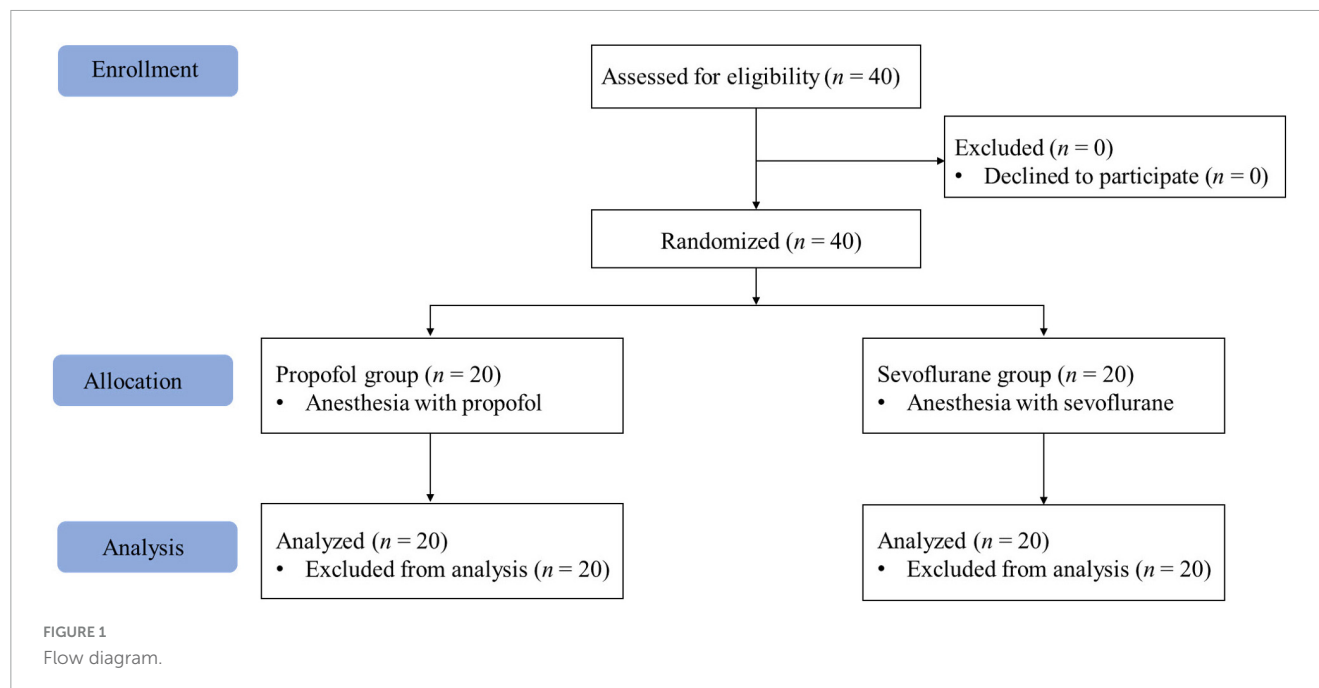 Enrollment
Assessed for eligibility (n = 40)
Excluded (n = 0)
• Declined to participate (n = 0)
Randomized (n = 40)
Allocation
Propofol group (n = 20)
• Anesthesia with propofol
Sevoflurane group (n = 20)
• Anesthesia with sevoflurane
Analysis
Analyzed (n = 20)
• Excluded from analysis (n = 20)
Analyzed (n = 20)
• Excluded from analysis (n = 20)
FIGURE 1
Flow diagram.